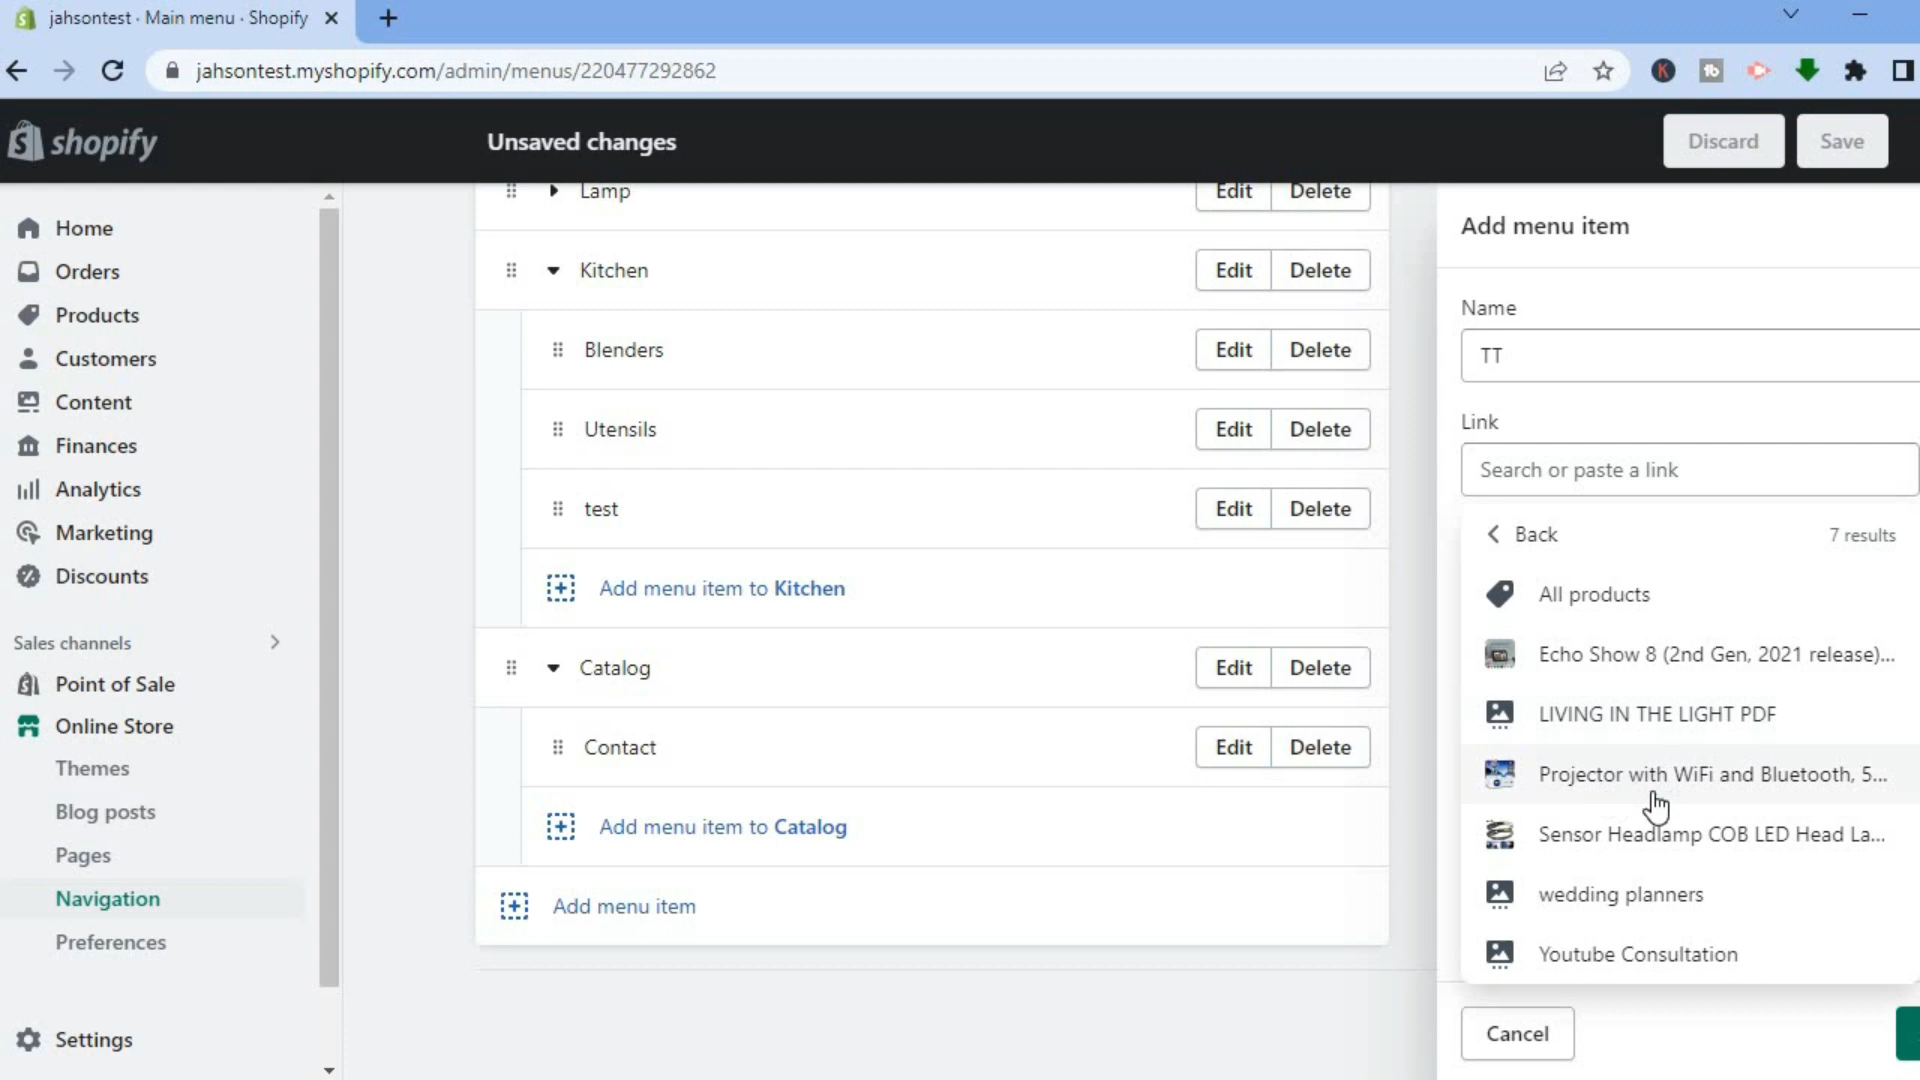 jahsontest · Main menu · Shopify
jahsontest.myshopify.com/admin/menus/220477292862
K
tb
shopify
Unsaved changes
Discard
Save
Home
Orders
Products
Customers
Content
Finances
Analytics
Marketing
Discounts
Sales channels
Point of Sale
Online Store
Themes
Blog posts
Pages
Navigation
Preferences
Settings
Lamp Edit Delete
Kitchen Edit Delete
Blenders Edit Delete
Utensils Edit Delete
test Edit Delete
Add menu item to Kitchen
Catalog Edit Delete
Contact Edit Delete
Add menu item to Catalog
Add menu item
Add menu item
Name
TT
Link
Search or paste a link
Back 7 results
All products
Echo Show 8 (2nd Gen, 2021 release)...
LIVING IN THE LIGHT PDF
Projector with WiFi and Bluetooth, 5...
Sensor Headlamp COB LED Head La...
wedding planners
Youtube Consultation
Cancel